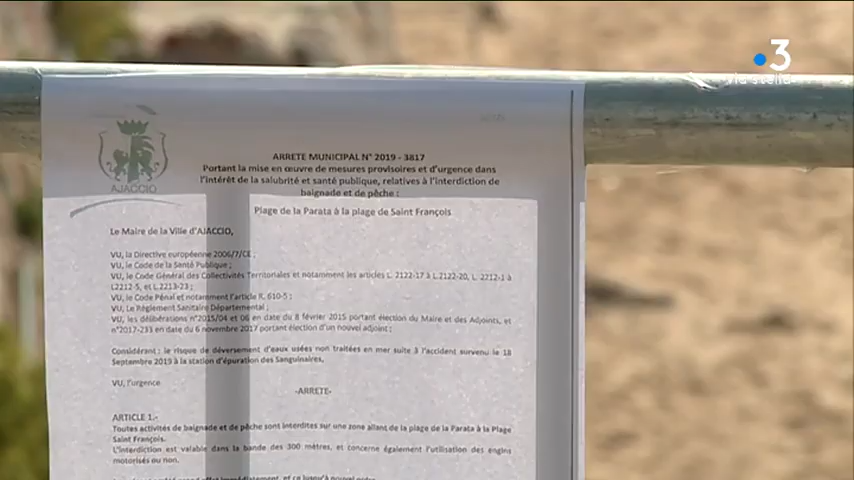 3
via stella
AJACCIO
ARRETE MUNICIPAL N° 2019 - 3817
Portant la mise en œuvre de mesures provisoires et d'urgence dans
l'intérêt de la salubrité et santé publique, relatives à l'interdiction de
baignade et de pêche :
Plage de la Parata à la plage de Saint François
Le Maire de la Ville d'AJACCIO,
VU, la Directive européenne 2006/7/CE ;
VU, le Code de la Santé Publique ;
VU, le Code Général des Collectivités Territoriales et notamment les articles L. 2122-17 à L.2122-20, L. 2212-1 à
L2212-5, et L.2213-23 ;
VU, le Code Pénal et notamment l'article R. 610-5 ;
VU, Le Règlement Sanitaire Départemental ;
VU, les délibérations n°2015/04 et 06 en date du 8 février 2015 portant élection du Maire et des Adjoints, et
n°2017-233 en date du 6 novembre 2017 portant élection d'un nouvel adjoint ;
Considérant : le risque de déversement d'eaux usées non traitées en mer suite à l'accident survenu le 18
Septembre 2019 à la station d'épuration des Sanguinaires,
VU, l'urgence
-ARRETE-
ARTICLE 1.-
Toutes activités de baignade et de pêche sont interdites sur une zone allant de la plage de la Parata à la Plage
Saint François.
L'interdiction est valable dans la bande des 300 mètres, et concerne également l'utilisation des engins
motorisés ou non.
effet immédiatement, et ce jusqu'à nouvel ordre